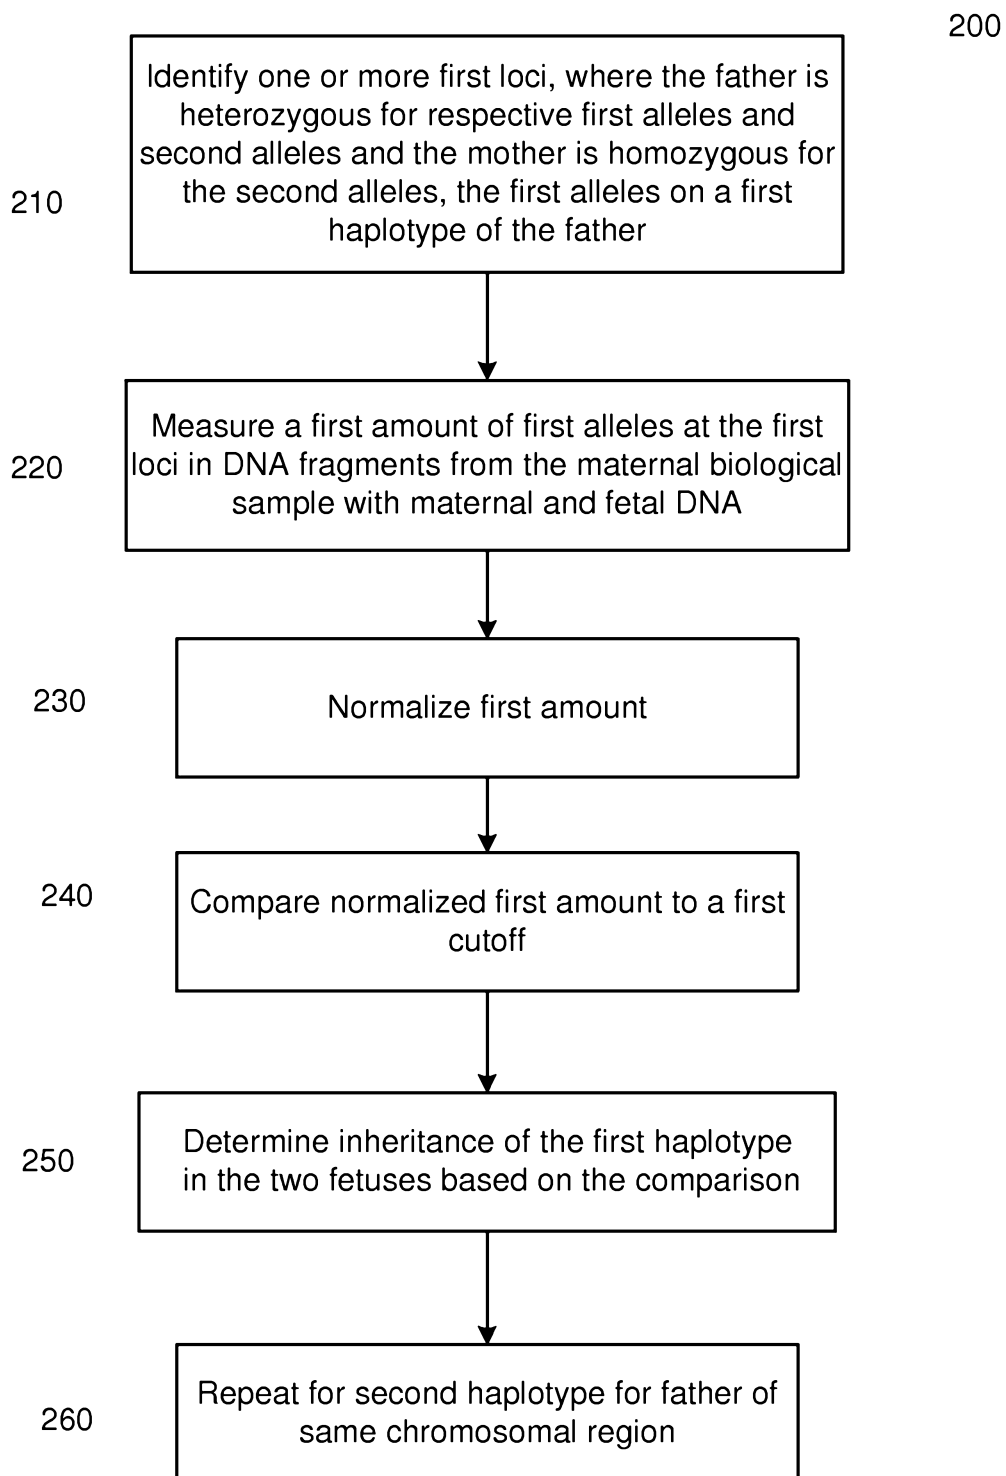 200
Identify one or more first loci, where the father is
heterozygous for respective first alleles and
second alleles and the mother is homozygous for
the second alleles, the first alleles on a first
haplotype of the father
210
Measure a first amount of first alleles at the first
loci in DNA fragments from the maternal biological
sample with maternal and fetal DNA
220
Normalize first amount
230
Compare normalized first amount to a first
cutoff
240
Determine inheritance of the first haplotype
in the two fetuses based on the comparison
250
Repeat for second haplotype for father of
same chromosomal region
260